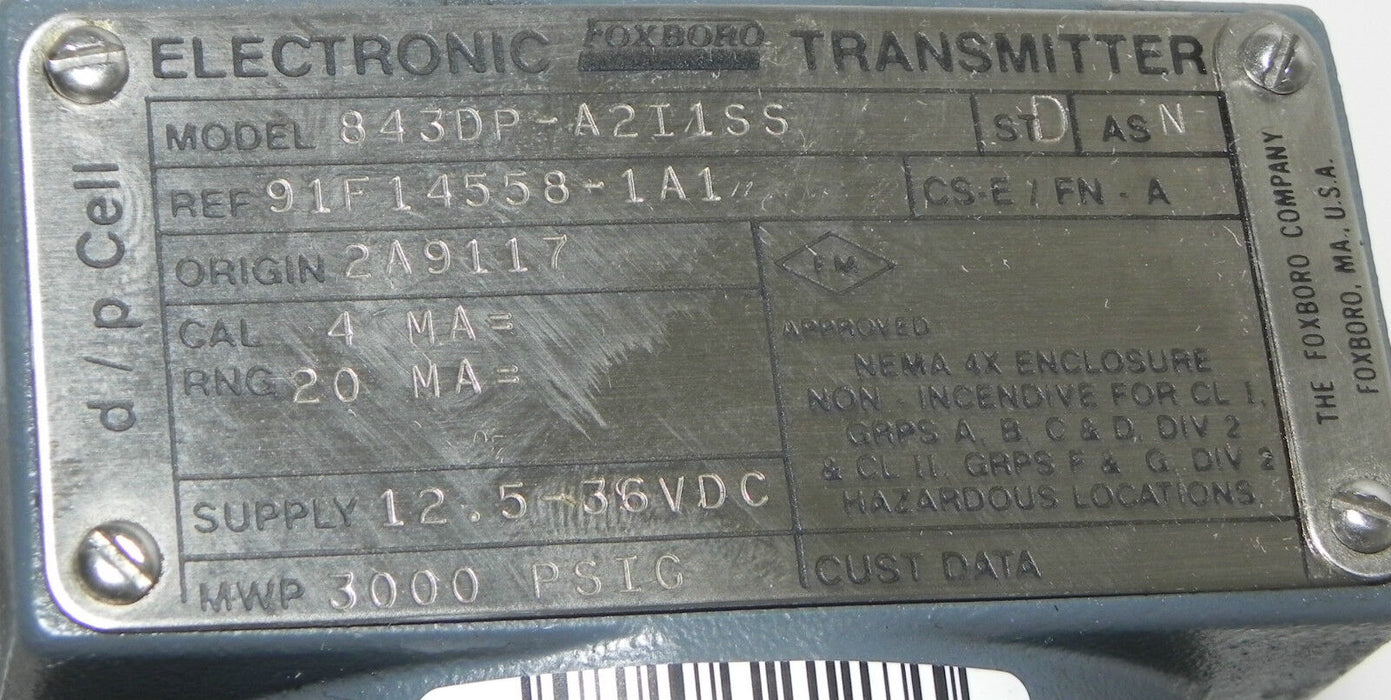 ELECTRONIC FOXBORO TRANSMITTER
MODEL 843DP-A2I1SS ST D AS N
REF 91F14558-1A1 CS-E / FN - A
ORIGIN 2A9117
CAL 4 MA=
RNG 20 MA=
SUPPLY 12.5-36VDC
MWP 3000 PSIG
FM
APPROVED
NEMA 4X ENCLOSURE
NON - INCENDIVE FOR CL I,
GRPS A, B, C & D, DIV 2
& CL II, GRPS F & G, DIV 2
HAZARDOUS LOCATIONS.
CUST DATA
d / p Cell
THE FOXBORO COMPANY
FOXBORO, MA., U.S.A.